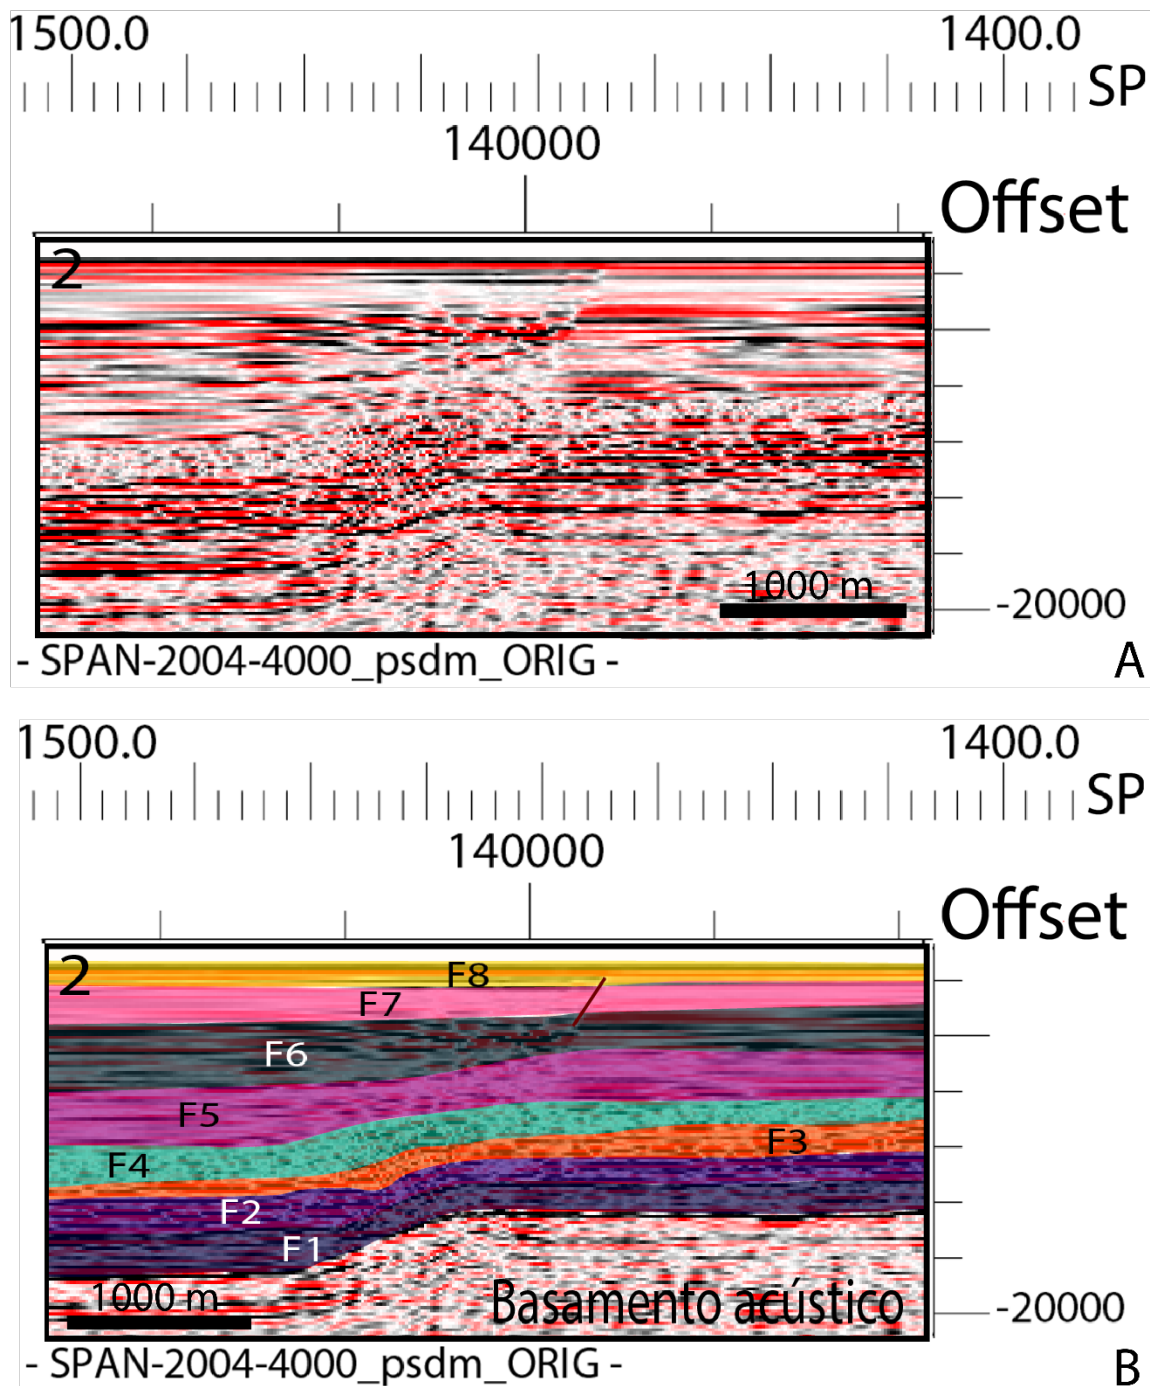 1500.0 1400.0
SP
140000
Offset
2
1000 m
-20000
- SPAN-2004-4000_psdm_ORIG -
A
1500.0 1400.0
SP
140000
Offset
2
F8
F7
F6
F5
F3
F4
F2
F1
1000 m
Basamento acústico
-20000
- SPAN-2004-4000_psdm_ORIG -
B